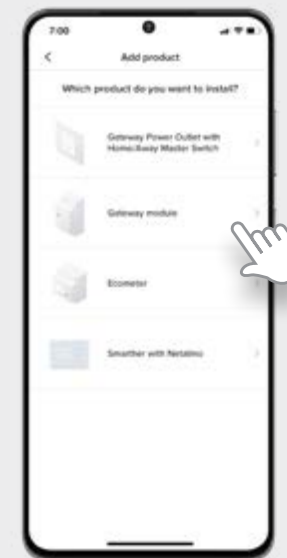 7:00
Add product
Which product do you want to install?
Gateway Power Outlet with
Home/Away Master Switch
Gateway module
Ecometer
Smarther with Netatmo